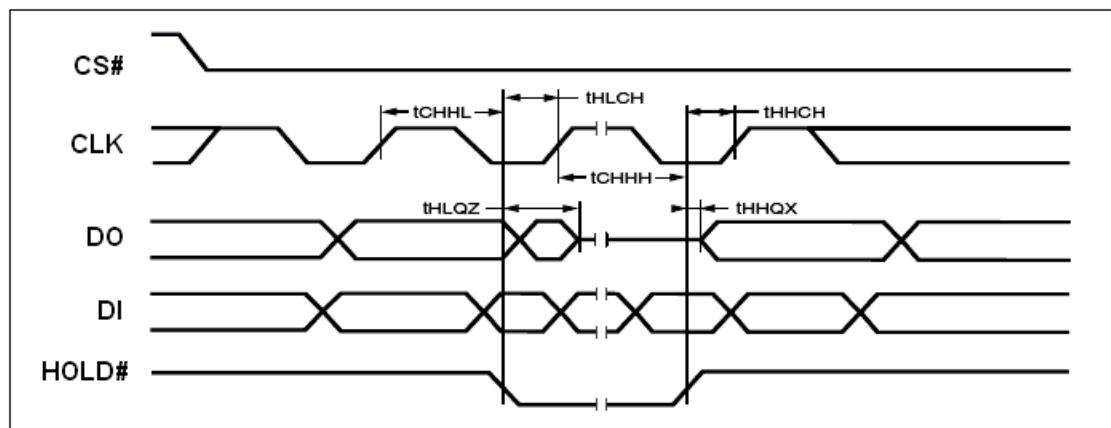 CS#
tHLCH
tCHHL
tHHCH
CLK
tCHHH
tHLQZ
tHHQX
DO
DI
HOLD#